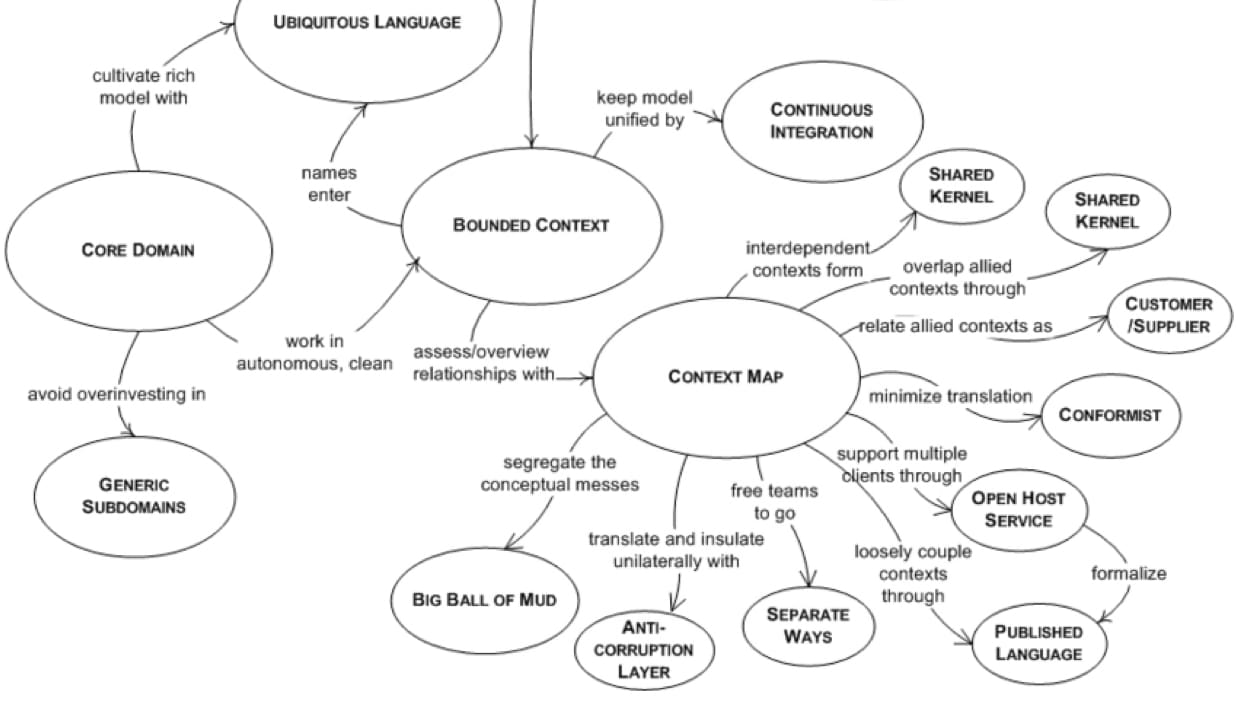 UBIQUITOUS LANGUAGE
cultivate rich
model with
keep model
unified by
CONTINUOUS
INTEGRATION
names
enter
SHARED
KERNEL
SHARED
KERNEL
CORE DOMAIN
BOUNDED CONTEXT
interdependent
contexts form
overlap allied
contexts through
CUSTOMER
/SUPPLIER
relate allied contexts as
work in
autonomous, clean
assess/overview
relationships with
CONTEXT MAP
avoid overinvesting in
minimize translation
CONFORMIST
GENERIC
SUBDOMAINS
segregate the
conceptual messes
support multiple
clients through
free teams
to go
OPEN HOST
SERVICE
translate and insulate
unilaterally with
loosely couple
contexts
through
formalize
BIG BALL OF MUD
ANTI-
CORRUPTION
LAYER
SEPARATE
WAYS
PUBLISHED
LANGUAGE